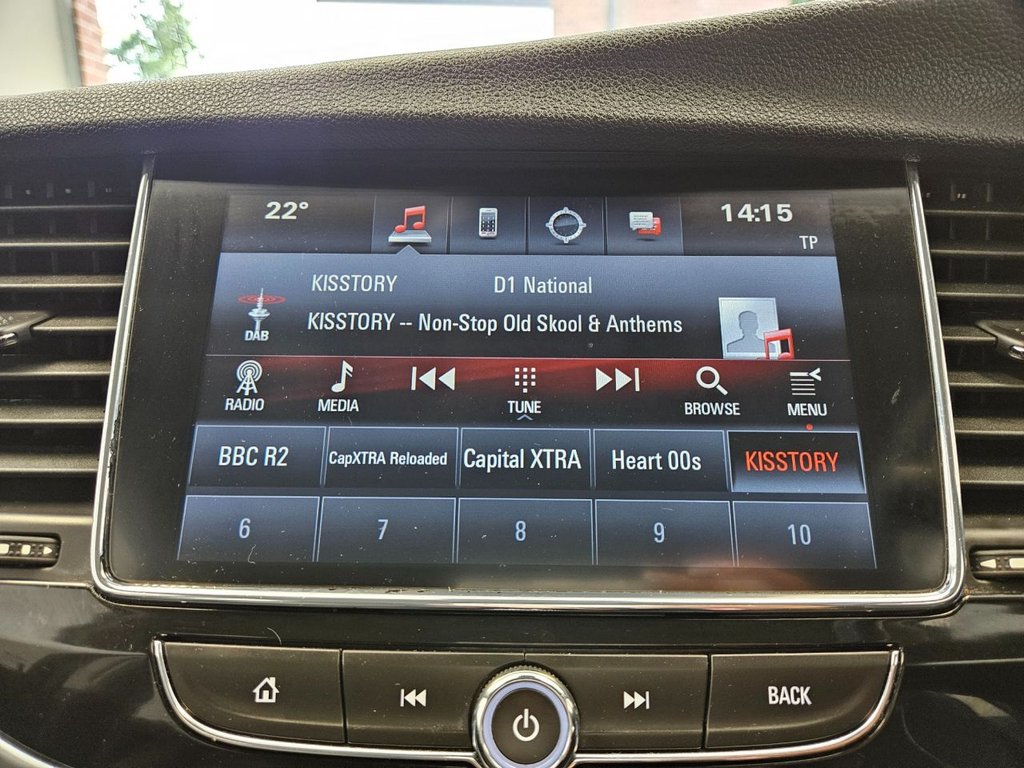 22° 14:15
TP
KISSTORY D1 National
KISSTORY -- Non-Stop Old Skool & Anthems
DAB
RADIO MEDIA TUNE BROWSE MENU
BBC R2 CapXTRA Reloaded Capital XTRA Heart 00s KISSTORY
6 7 8 9 10
BACK